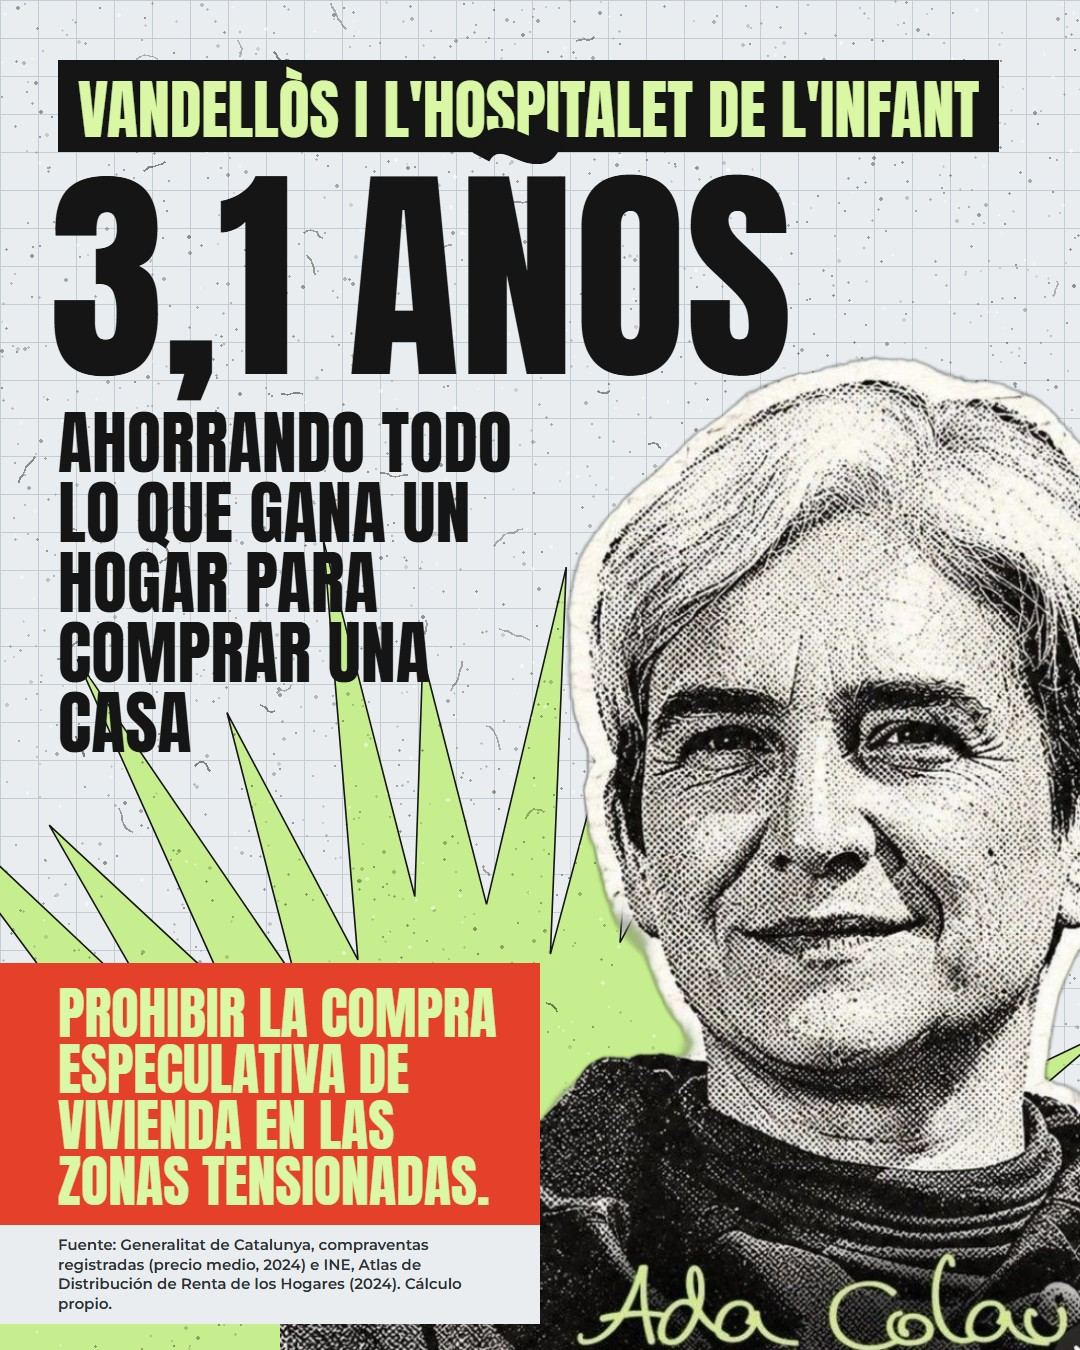 VANDELLÒS I L'HOSPITALET DE L'INFANT
3,1 AÑOS
AHORRANDO TODO
LO QUE GANA UN
HOGAR PARA
COMPRAR UNA
CASA
PROHIBIR LA COMPRA
ESPECULATIVA DE
VIVIENDA EN LAS
ZONAS TENSIONADAS.
Fuente: Generalitat de Catalunya, compraventas
registradas (precio medio, 2024) e INE, Atlas de
Distribución de Renta de los Hogares (2024). Cálculo
propio.
Ada Colau